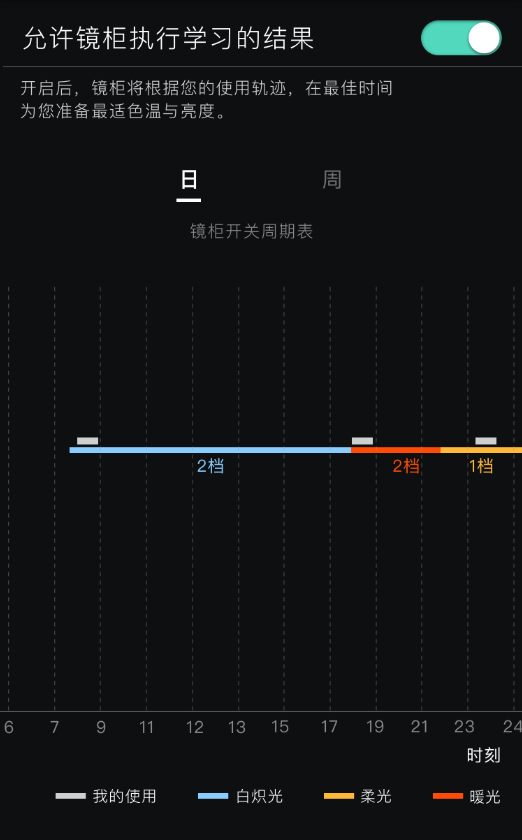 允许镜柜执行学习的结果
开启后，镜柜将根据您的使用轨迹，在最佳时间
为您准备最适色温与亮度。
日 周
镜柜开关周期表
2档 2档 1档
6 7 9 11 12 13 15 17 19 21 23 24
时刻
我的使用 白炽光 柔光 暖光